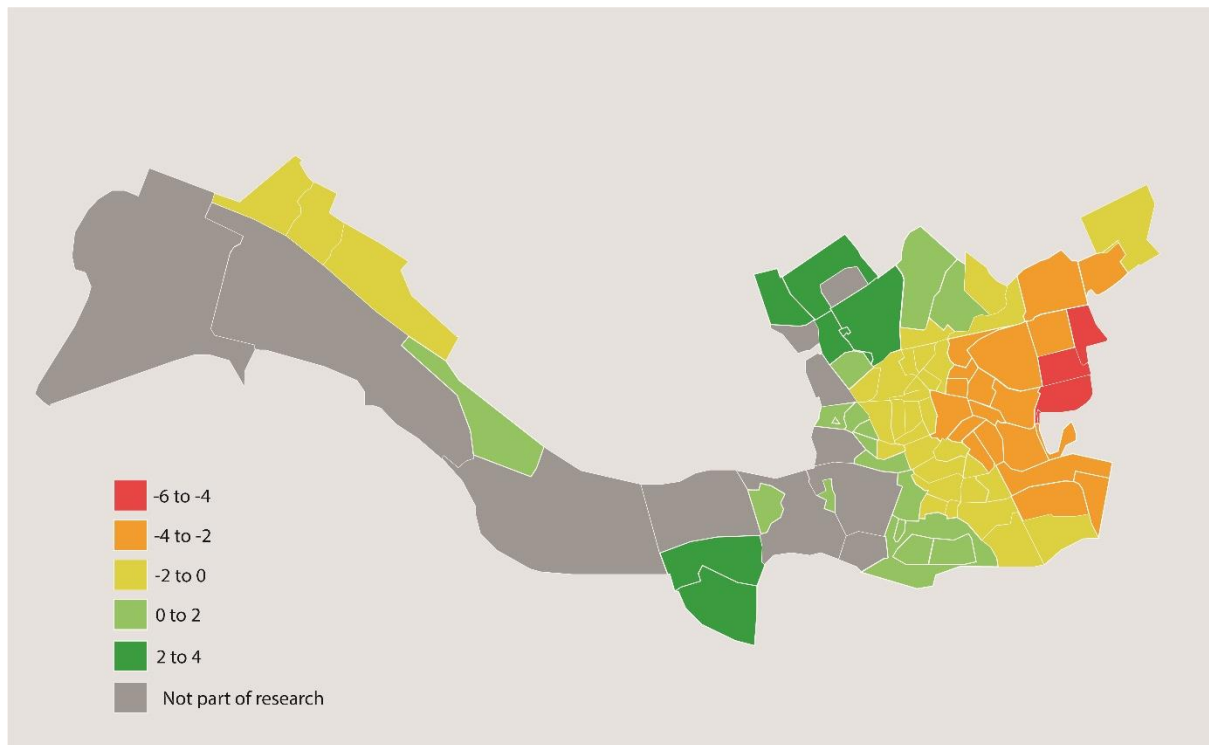 -6 to -4
-4 to -2
-2 to 0
0 to 2
2 to 4
Not part of research